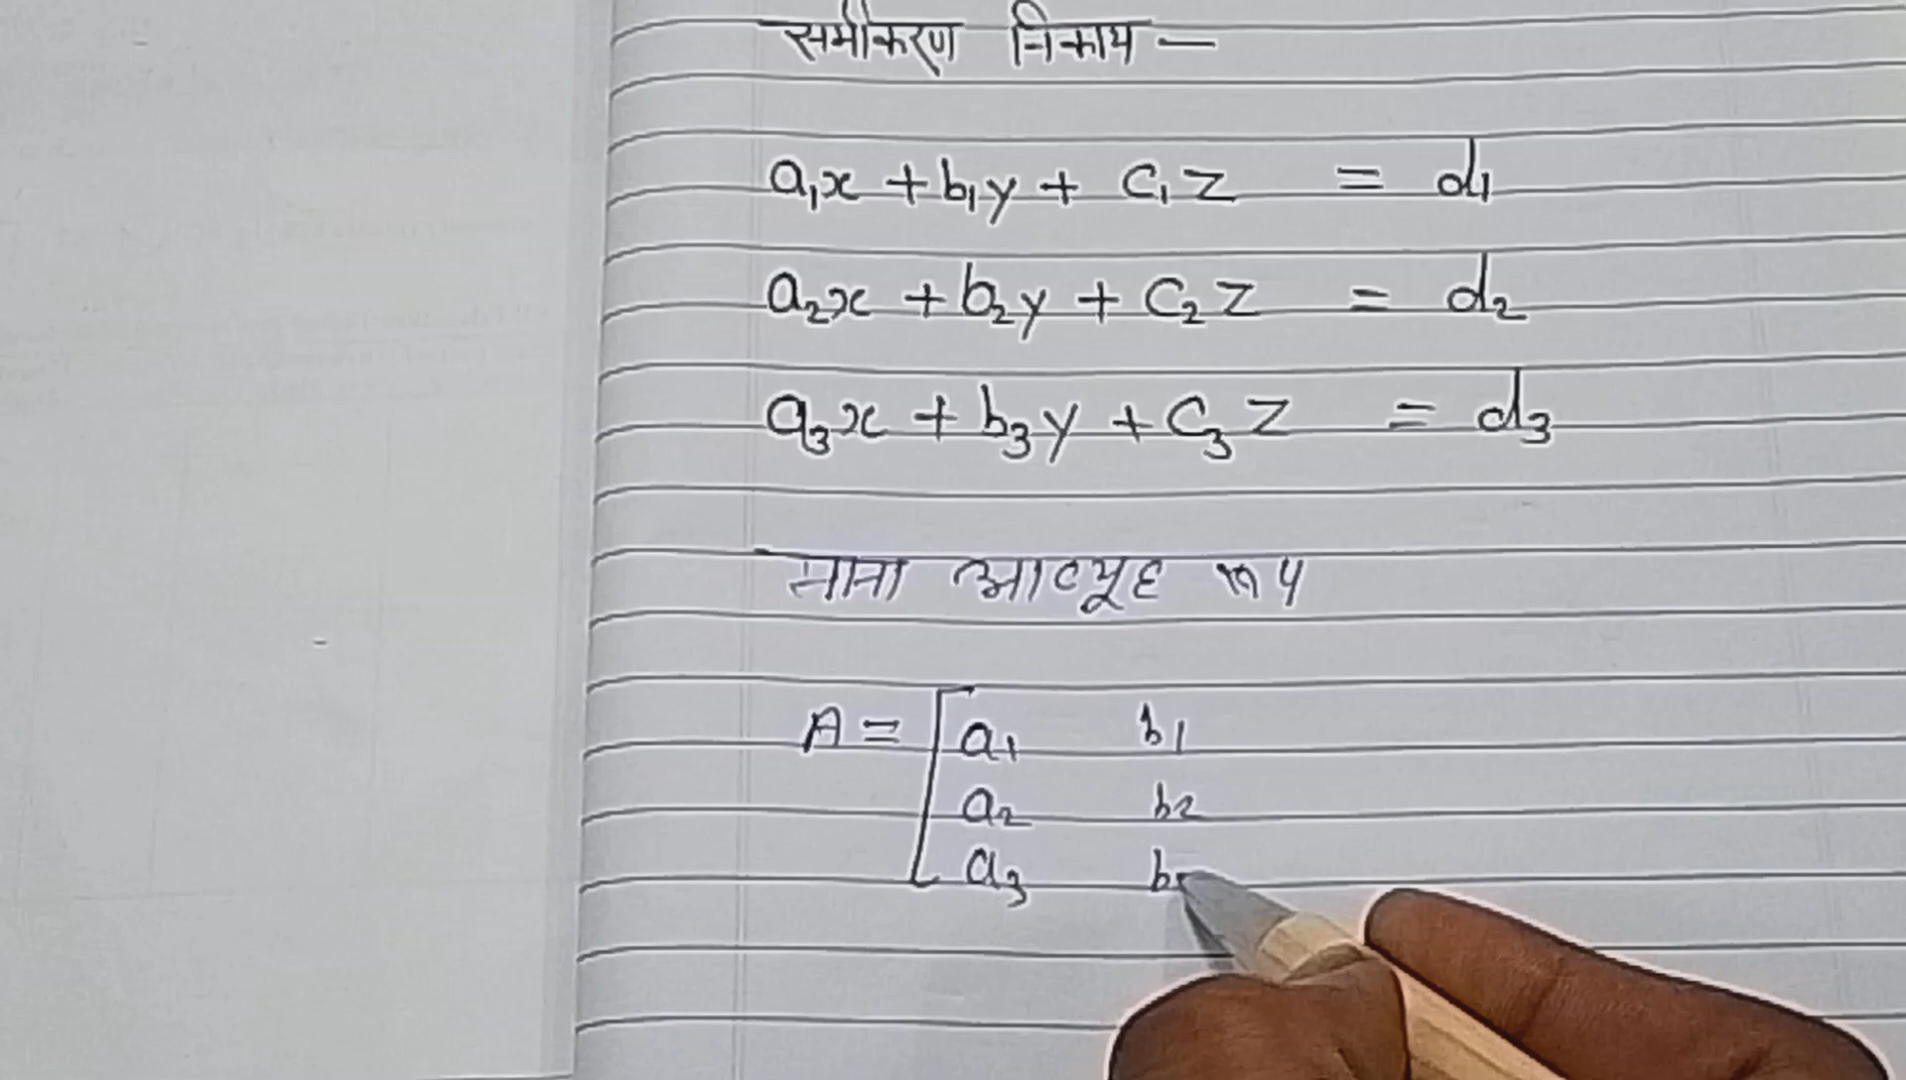 समीकरण निकाय —
a₁x + b₁y + c₁z = d₁
a₂x + b₂y + c₂z = d₂
a₃x + b₃y + c₃z = d₃
माना आव्यूह रूप
A = [ a₁ b₁
a₂ b₂
a₃ b